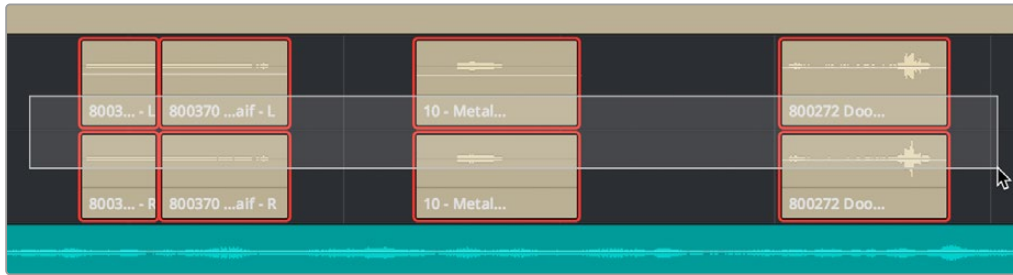 8003... - L 800370 ...aif - L 10 - Metal... 800272 Doo...
8003... - R 800370 ...aif - R 10 - Metal... 800272 Doo...